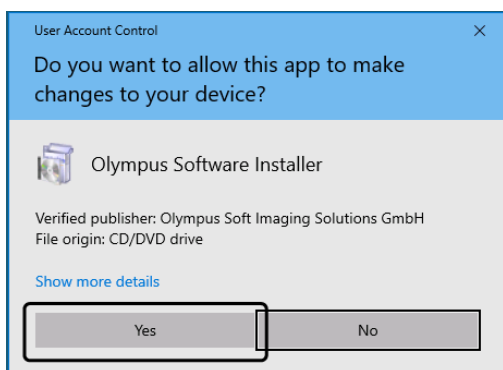 User Account Control
Do you want to allow this app to make
changes to your device?
Olympus Software Installer
Verified publisher: Olympus Soft Imaging Solutions GmbH
File origin: CD/DVD drive
Show more details
Yes
No